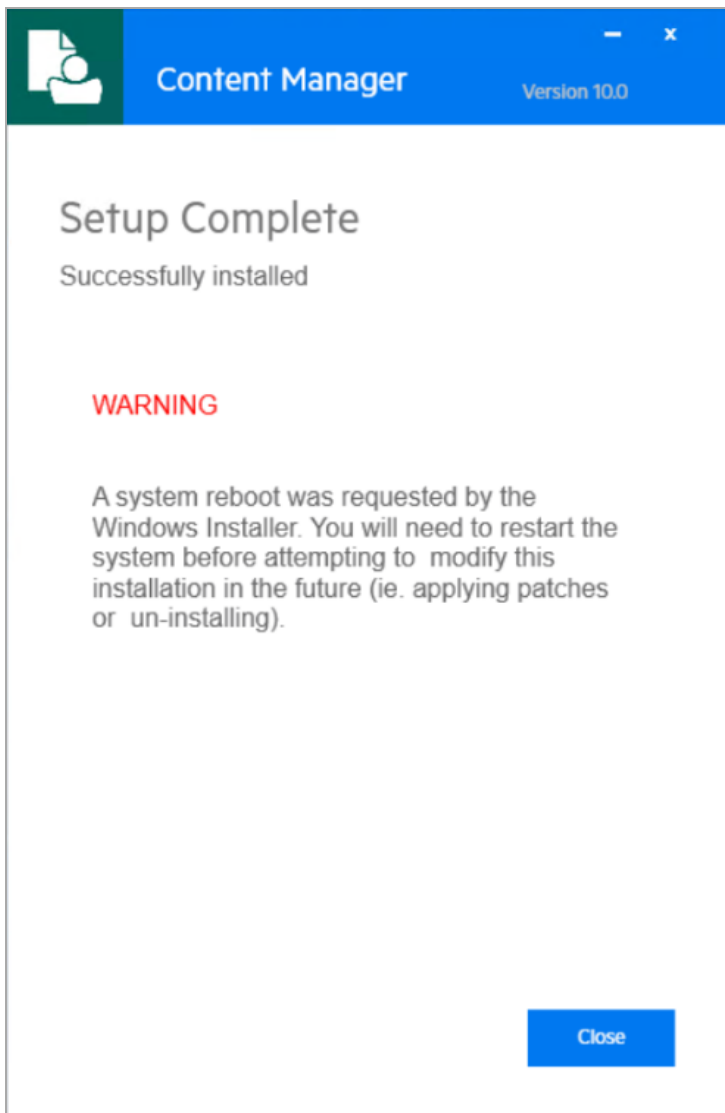 Content Manager
Version 10.0
Setup Complete
Successfully installed
WARNING
A system reboot was requested by the
Windows Installer. You will need to restart the
system before attempting to  modify this
installation in the future (ie. applying patches
or  un-installing).
Close